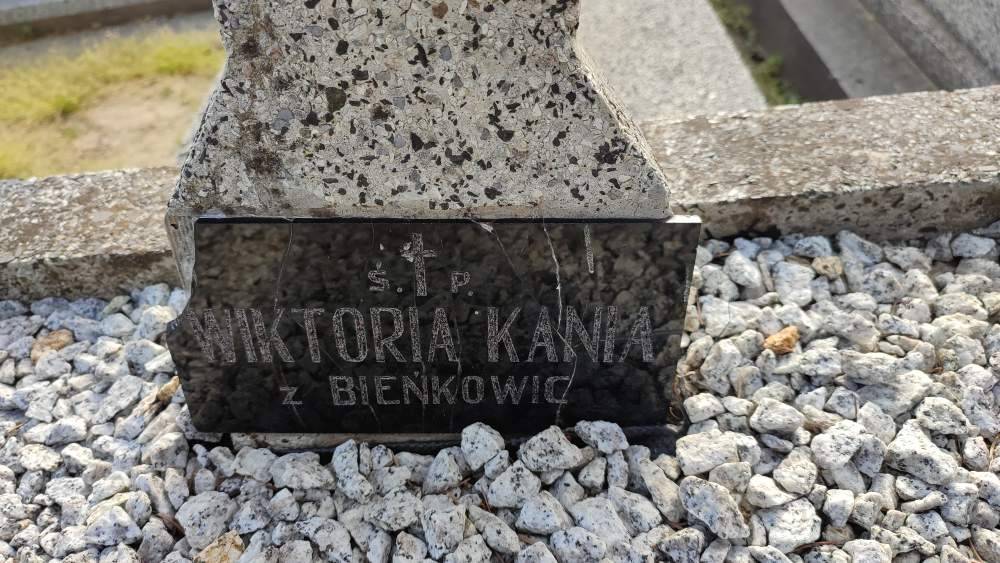 Ś. P.
WIKTORIA KANIA
Z BIEŃKOWIC